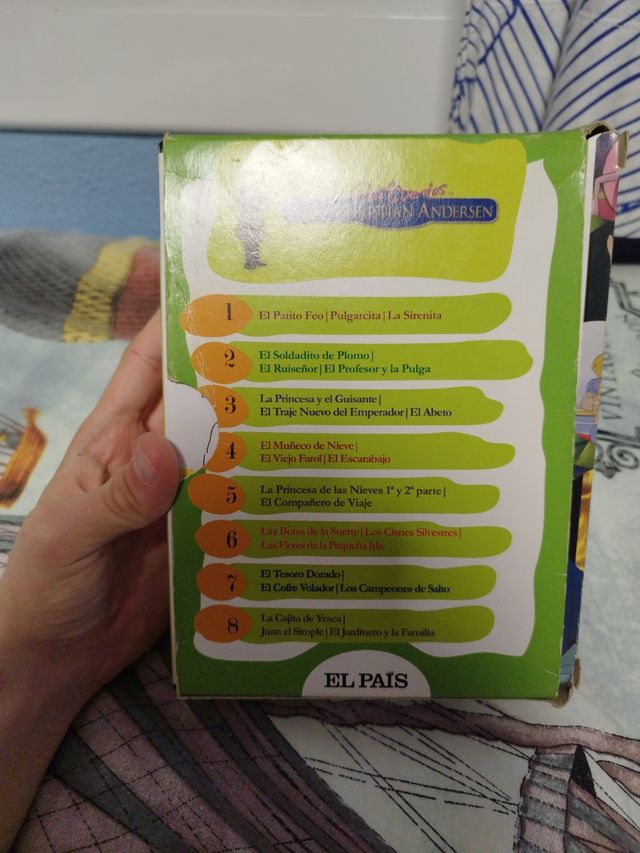 Los Cuentos
CHRISTIAN ANDERSEN
1
El Patito Feo | Pulgarcita | La Sirenita
2
El Soldadito de Plomo |
El Ruiseñor | El Profesor y la Pulga
3
La Princesa y el Guisante |
El Traje Nuevo del Emperador | El Abeto
4
El Muñeco de Nieve |
El Viejo Farol | El Escarabajo
5
La Princesa de las Nieves 1ª y 2ª parte |
El Compañero de Viaje
6
Las Botas de la Suerte | Los Cisnes Silvestres |
Las Flores de la Pequeña Ida
7
El Tesoro Dorado |
El Cofre Volador | Los Campeones de Salto
8
La Cajita de Yesca |
Juan el Simple | El Jardinero y la Familia
EL PAÍS